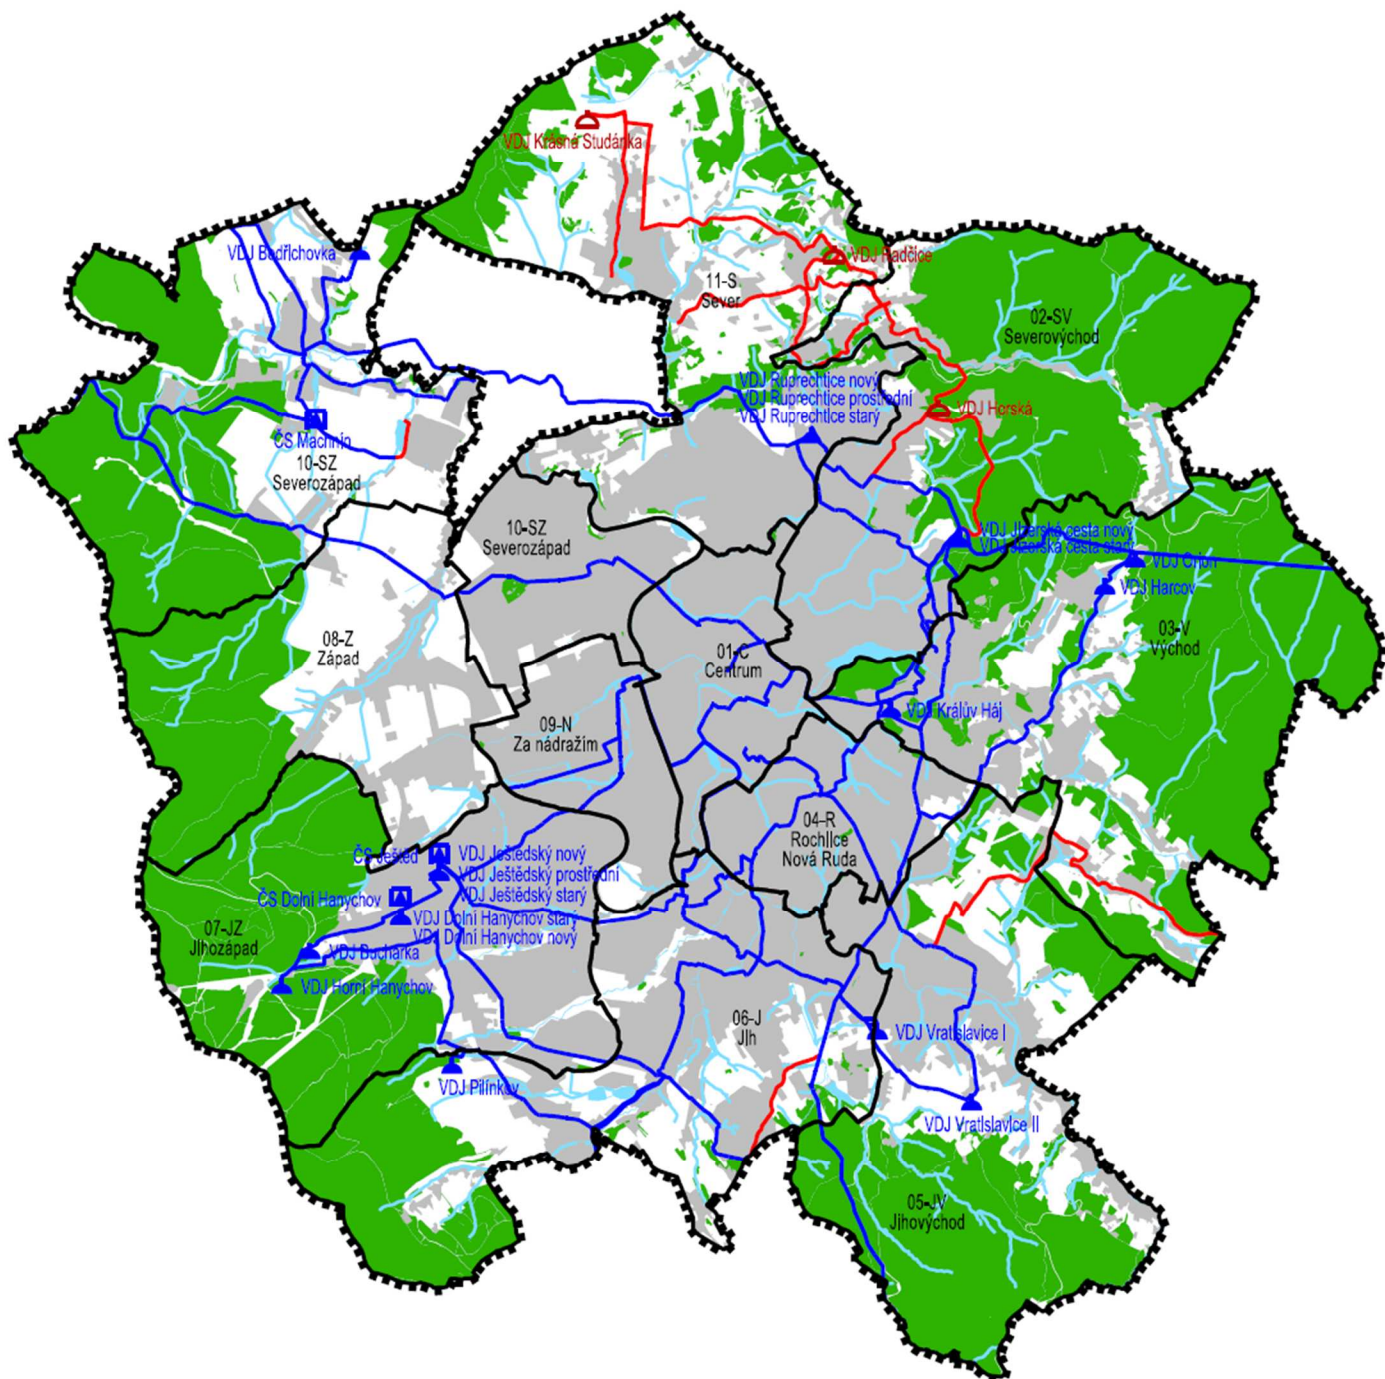 VDJ Krásná Studánka
VDJ Bedřichovka
VDJ Radčice
11-S
Sever
02-SV
Severovýchod
VDJ Ruprechtice nový
VDJ Ruprechtice prostřední
VDJ Ruprechtice starý
VDJ Horská
ČS Machnín
10-SZ
Severozápad
10-SZ
Severozápad
VDJ Jizerská cesta nový
VDJ Jizerská cesta starý
VDJ Orion
VDJ Harcov
03-V
Východ
08-Z
Západ
01-C
Centrum
VDJ Králův Háj
09-N
Za nádražím
04-R
Rochlice
Nová Ruda
ČS Ještěd
VDJ Ještědský nový
VDJ Ještědský prostřední
VDJ Ještědský starý
ČS Dolní Hanychov
VDJ Dolní Hanychov starý
VDJ Dolní Hanychov nový
07-JZ
Jihozápad
VDJ Bucharka
VDJ Horní Hanychov
06-J
Jih
VDJ Vratislavice I
VDJ Pilínkov
VDJ Vratislavice II
05-JV
Jihovýchod